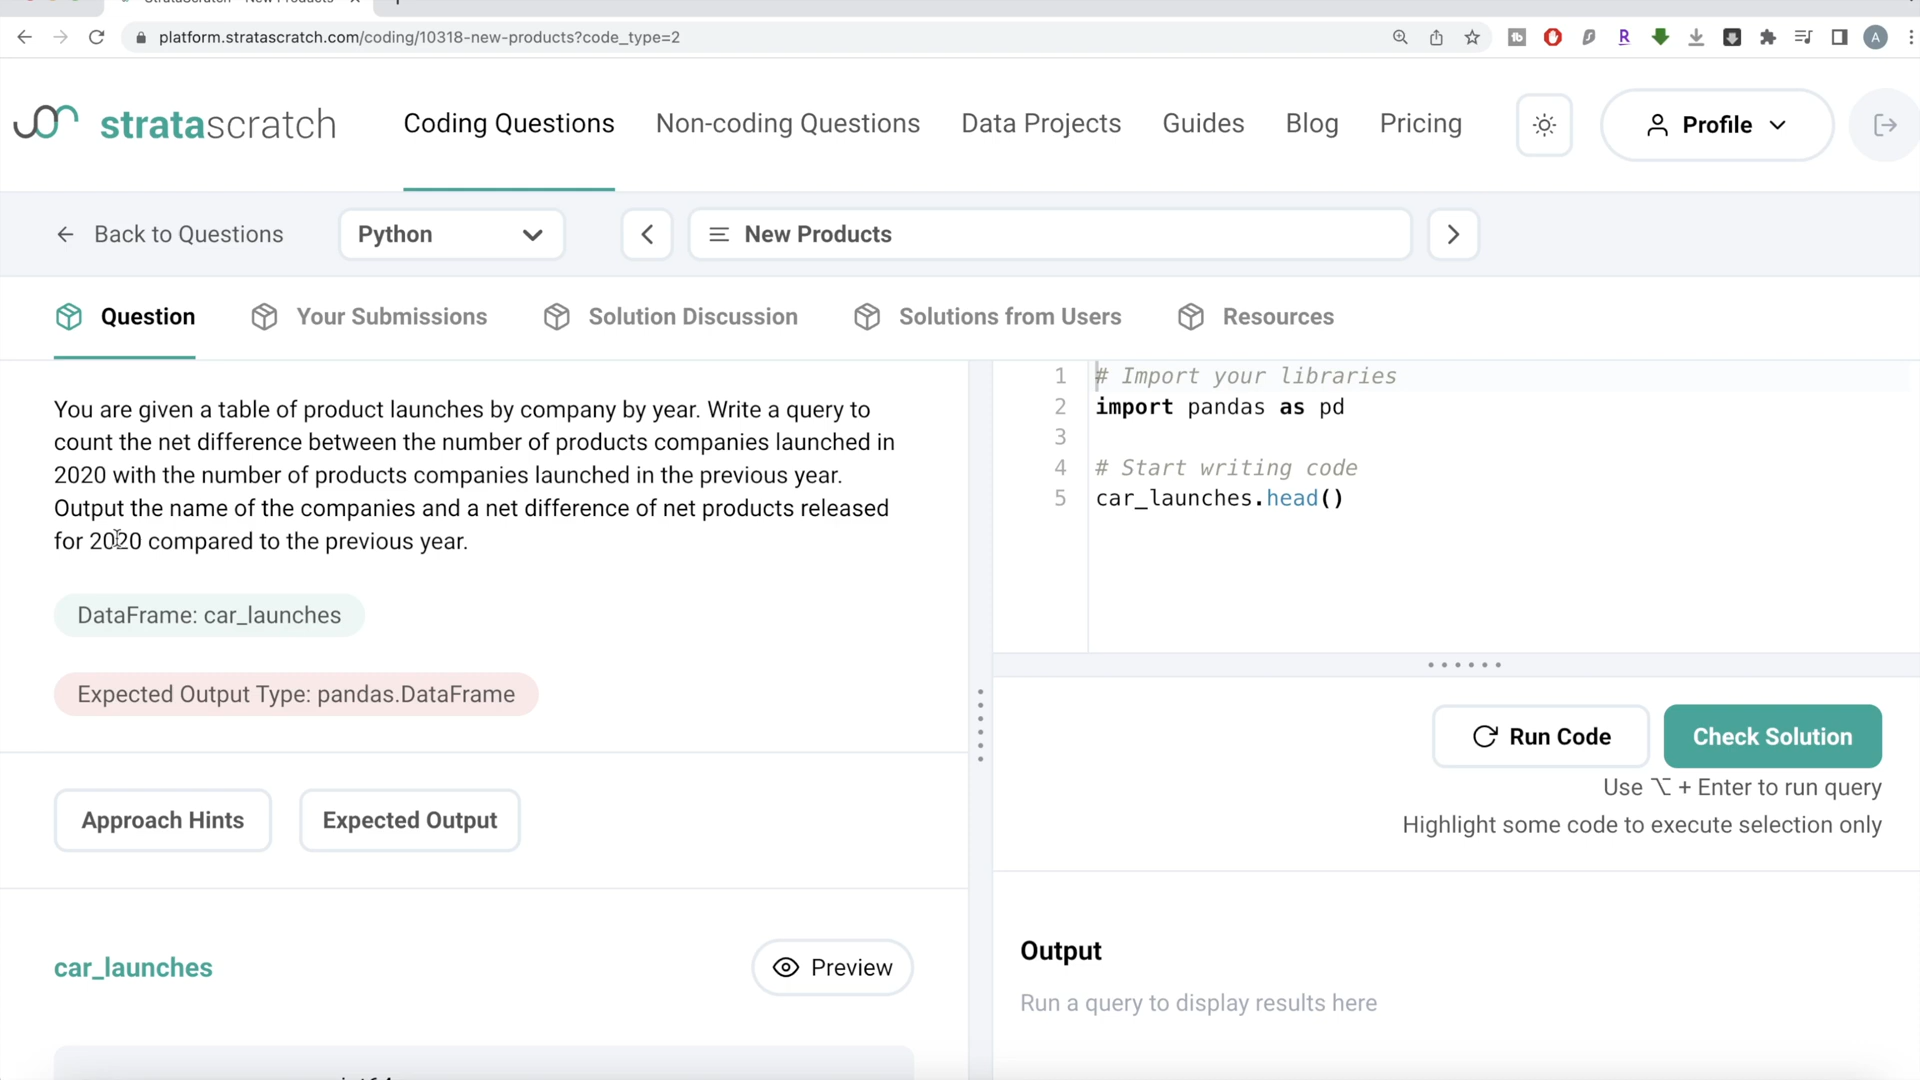 platform.stratascratch.com/coding/10318-new-products?code_type=2
A
stratascratch
Coding Questions
Non-coding Questions
Data Projects
Guides
Blog
Pricing
Profile
Back to Questions
Python
New Products
Question
Your Submissions
Solution Discussion
Solutions from Users
Resources
You are given a table of product launches by company by year. Write a query to
count the net difference between the number of products companies launched in
2020 with the number of products companies launched in the previous year.
Output the name of the companies and a net difference of net products released
for 2020 compared to the previous year.
DataFrame: car_launches
Expected Output Type: pandas.DataFrame
Approach Hints
Expected Output
car_launches
Preview
1 # Import your libraries
2 import pandas as pd
3
4 # Start writing code
5 car_launches.head()
Run Code
Check Solution
Use ⌥ + Enter to run query
Highlight some code to execute selection only
Output
Run a query to display results here